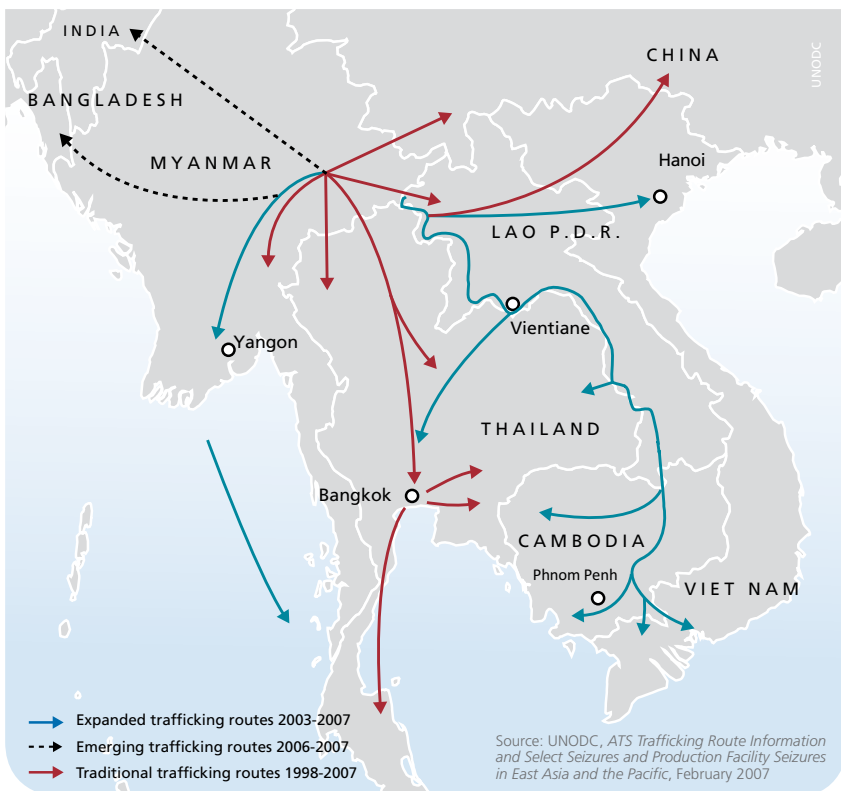 INDIA
CHINA
UNODC
BANGLADESH
MYANMAR
Hanoi
LAO P.D.R.
Vientiane
Yangon
THAILAND
Bangkok
CAMBODIA
Phnom Penh
VIET NAM
Expanded trafficking routes 2003-2007
Emerging trafficking routes 2006-2007
Traditional trafficking routes 1998-2007
Source: UNODC, ATS Trafficking Route Information
and Select Seizures and Production Facility Seizures
in East Asia and the Pacific, February 2007